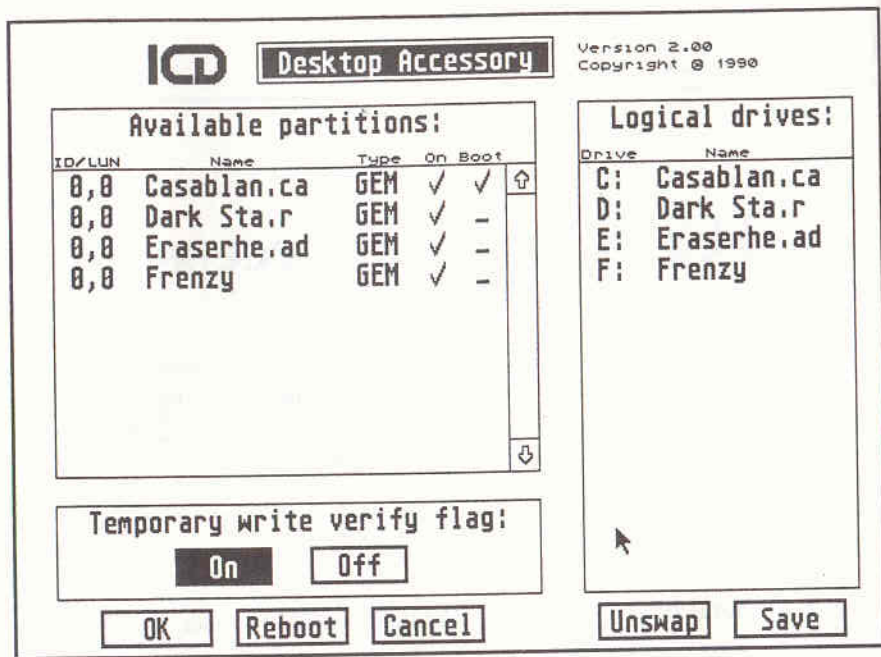 ICD Desktop Accessory
Version 2.00
Copyright @ 1990
Available partitions:
ID/LUN Name Type On Boot
0,0 Casablan.ca GEM ✓ ✓
0,0 Dark Sta.r GEM ✓ –
0,0 Eraserhe.ad GEM ✓ –
0,0 Frenzy GEM ✓ –
Logical drives:
Drive Name
C: Casablan.ca
D: Dark Sta.r
E: Eraserhe.ad
F: Frenzy
Temporary write verify flag:
On Off
OK Reboot Cancel
Unswap Save